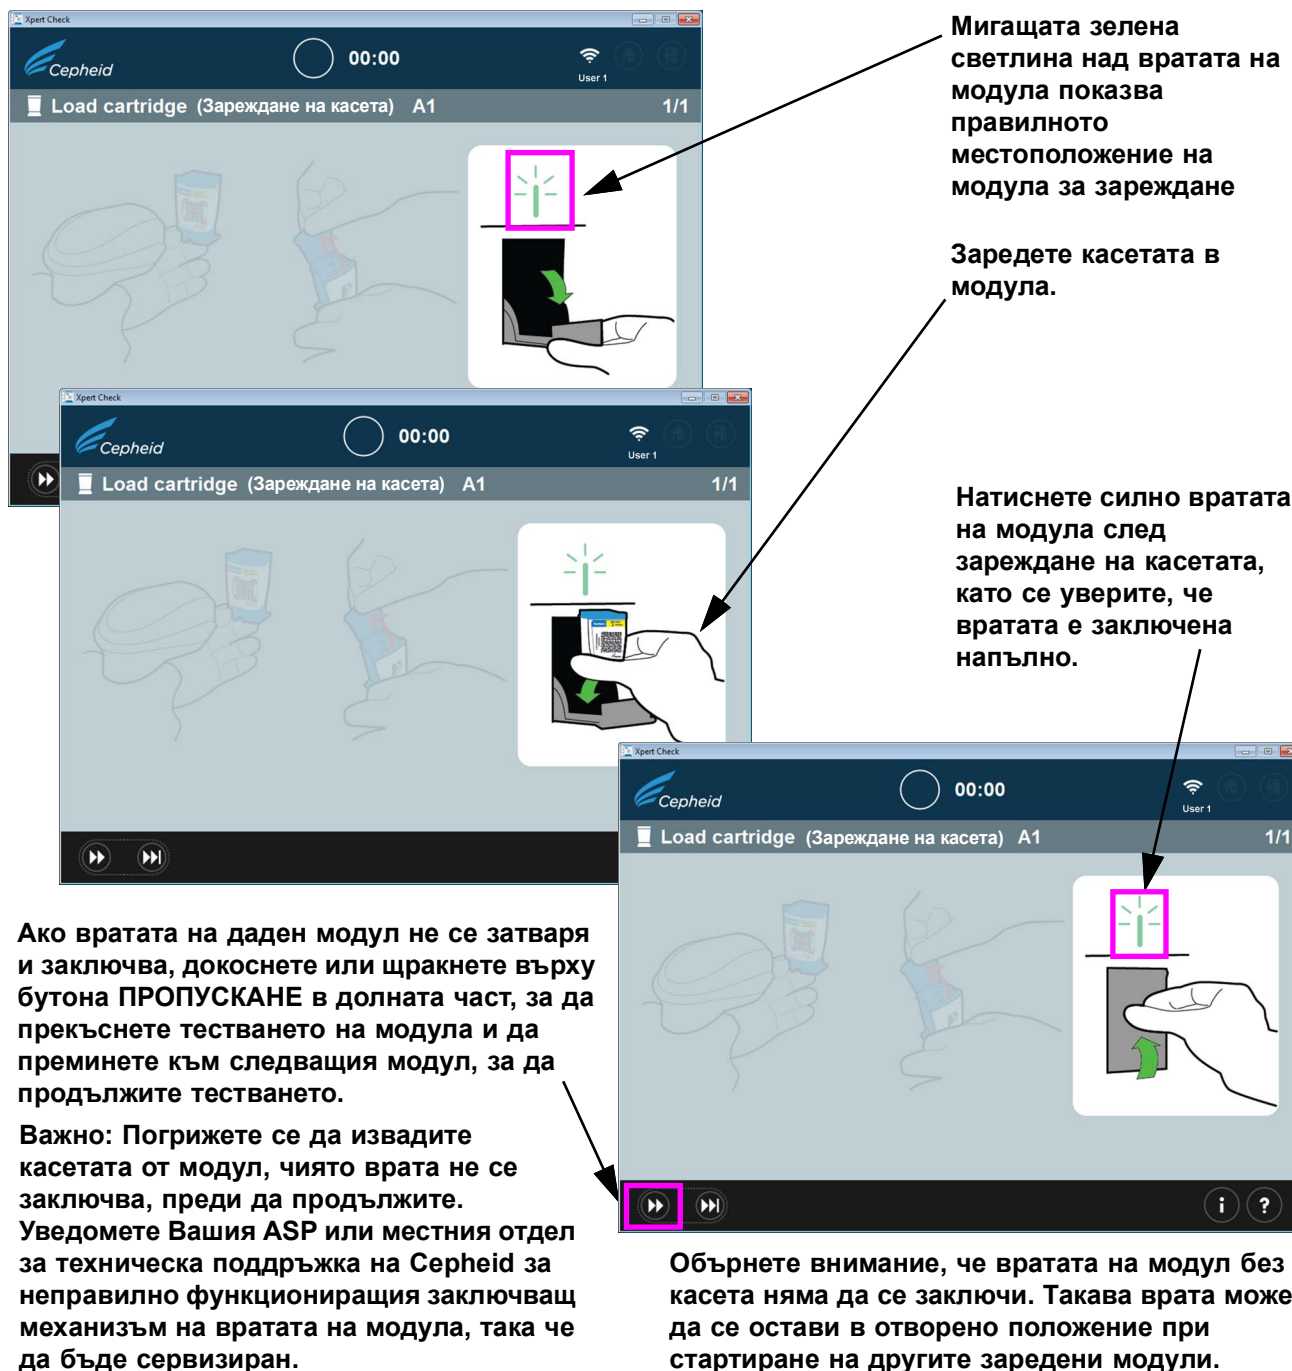 Xpert Check
Cepheid
00:00
User 1
Load cartridge (Зареждане на касета) A1
1/1
Мигащата зелена
светлина над вратата на
модула показва
правилното
местоположение на
модула за зареждане
Заредете касетата в
модула.
Xpert Check
Cepheid
00:00
User 1
Load cartridge (Зареждане на касета) A1
1/1
Натиснете силно вратата
на модула след
зареждане на касетата,
като се уверите, че
вратата е заключена
напълно.
Xpert Check
Cepheid
00:00
User 1
Load cartridge (Зареждане на касета) A1
1/1
Ако вратата на даден модул не се затваря
и заключва, докоснете или щракнете върху
бутона ПРОПУСКАНЕ в долната част, за да
прекъснете тестването на модула и да
преминете към следващия модул, за да
продължите тестването.
Важно: Погрижете се да извадите
касетата от модул, чиято врата не се
заключва, преди да продължите.
Уведомете Вашия ASP или местния отдел
за техническа поддръжка на Cepheid за
неправилно функциониращия заключващ
механизъм на вратата на модула, така че
да бъде сервизиран.
i ?
Обърнете внимание, че вратата на модул без
касета няма да се заключи. Такава врата може
да се остави в отворено положение при
стартиране на другите заредени модули.